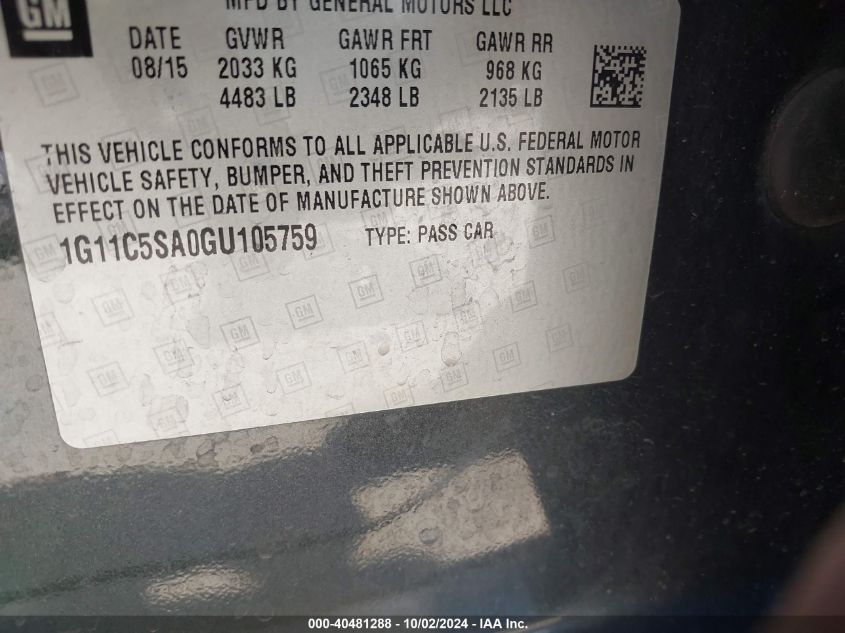 GM
MFD BY GENERAL MOTORS LLC
DATE GVWR GAWR FRT GAWR RR
08/15 2033 KG 1065 KG 968 KG
4483 LB 2348 LB 2135 LB
THIS VEHICLE CONFORMS TO ALL APPLICABLE U.S. FEDERAL MOTOR
VEHICLE SAFETY, BUMPER, AND THEFT PREVENTION STANDARDS IN
EFFECT ON THE DATE OF MANUFACTURE SHOWN ABOVE.
1G11C5SA0GU105759 TYPE: PASS CAR
000-40481288 - 10/02/2024 - IAA Inc.